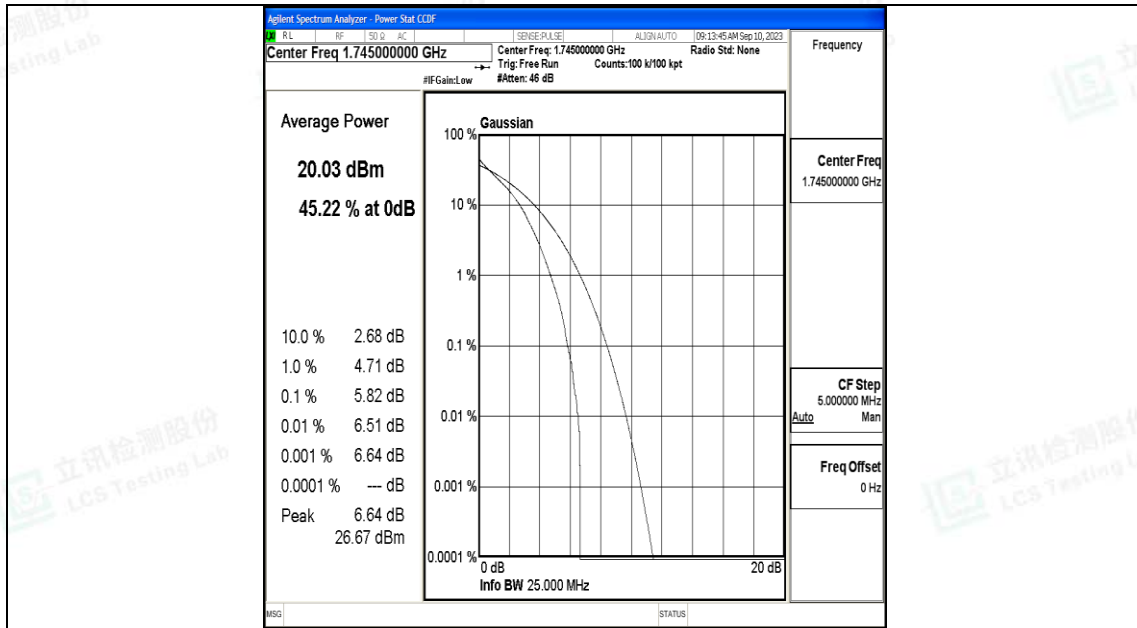 Agilent Spectrum Analyzer - Power Stat CCDF
RL RF 50 Ω AC SENSE:PULSE ALIGN AUTO 09:13:45 AM Sep 10, 2023
Center Freq 1.745000000 GHz
Center Freq: 1.745000000 GHz Radio Std: None
Trig: Free Run Counts:100 k/100 kpt
#IFGain:Low #Atten: 46 dB
Frequency
Average Power
20.03 dBm
45.22 % at 0dB
10.0 % 2.68 dB
1.0 % 4.71 dB
0.1 % 5.82 dB
0.01 % 6.51 dB
0.001 % 6.64 dB
0.0001 % --- dB
Peak 6.64 dB
26.67 dBm
Gaussian
100 %
10 %
1 %
0.1 %
0.01 %
0.001 %
0.0001 %
0 dB 20 dB
Info BW 25.000 MHz
Center Freq
1.745000000 GHz
CF Step
5.000000 MHz
Auto Man
Freq Offset
0 Hz
MSG STATUS
立讯检测股份
LCS Testing Lab